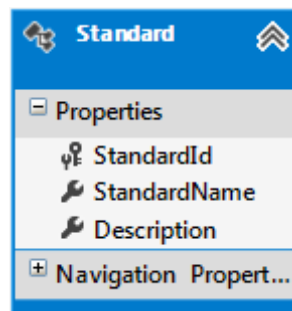 Standard
Properties
StandardId
StandardName
Description
Navigation Propert...